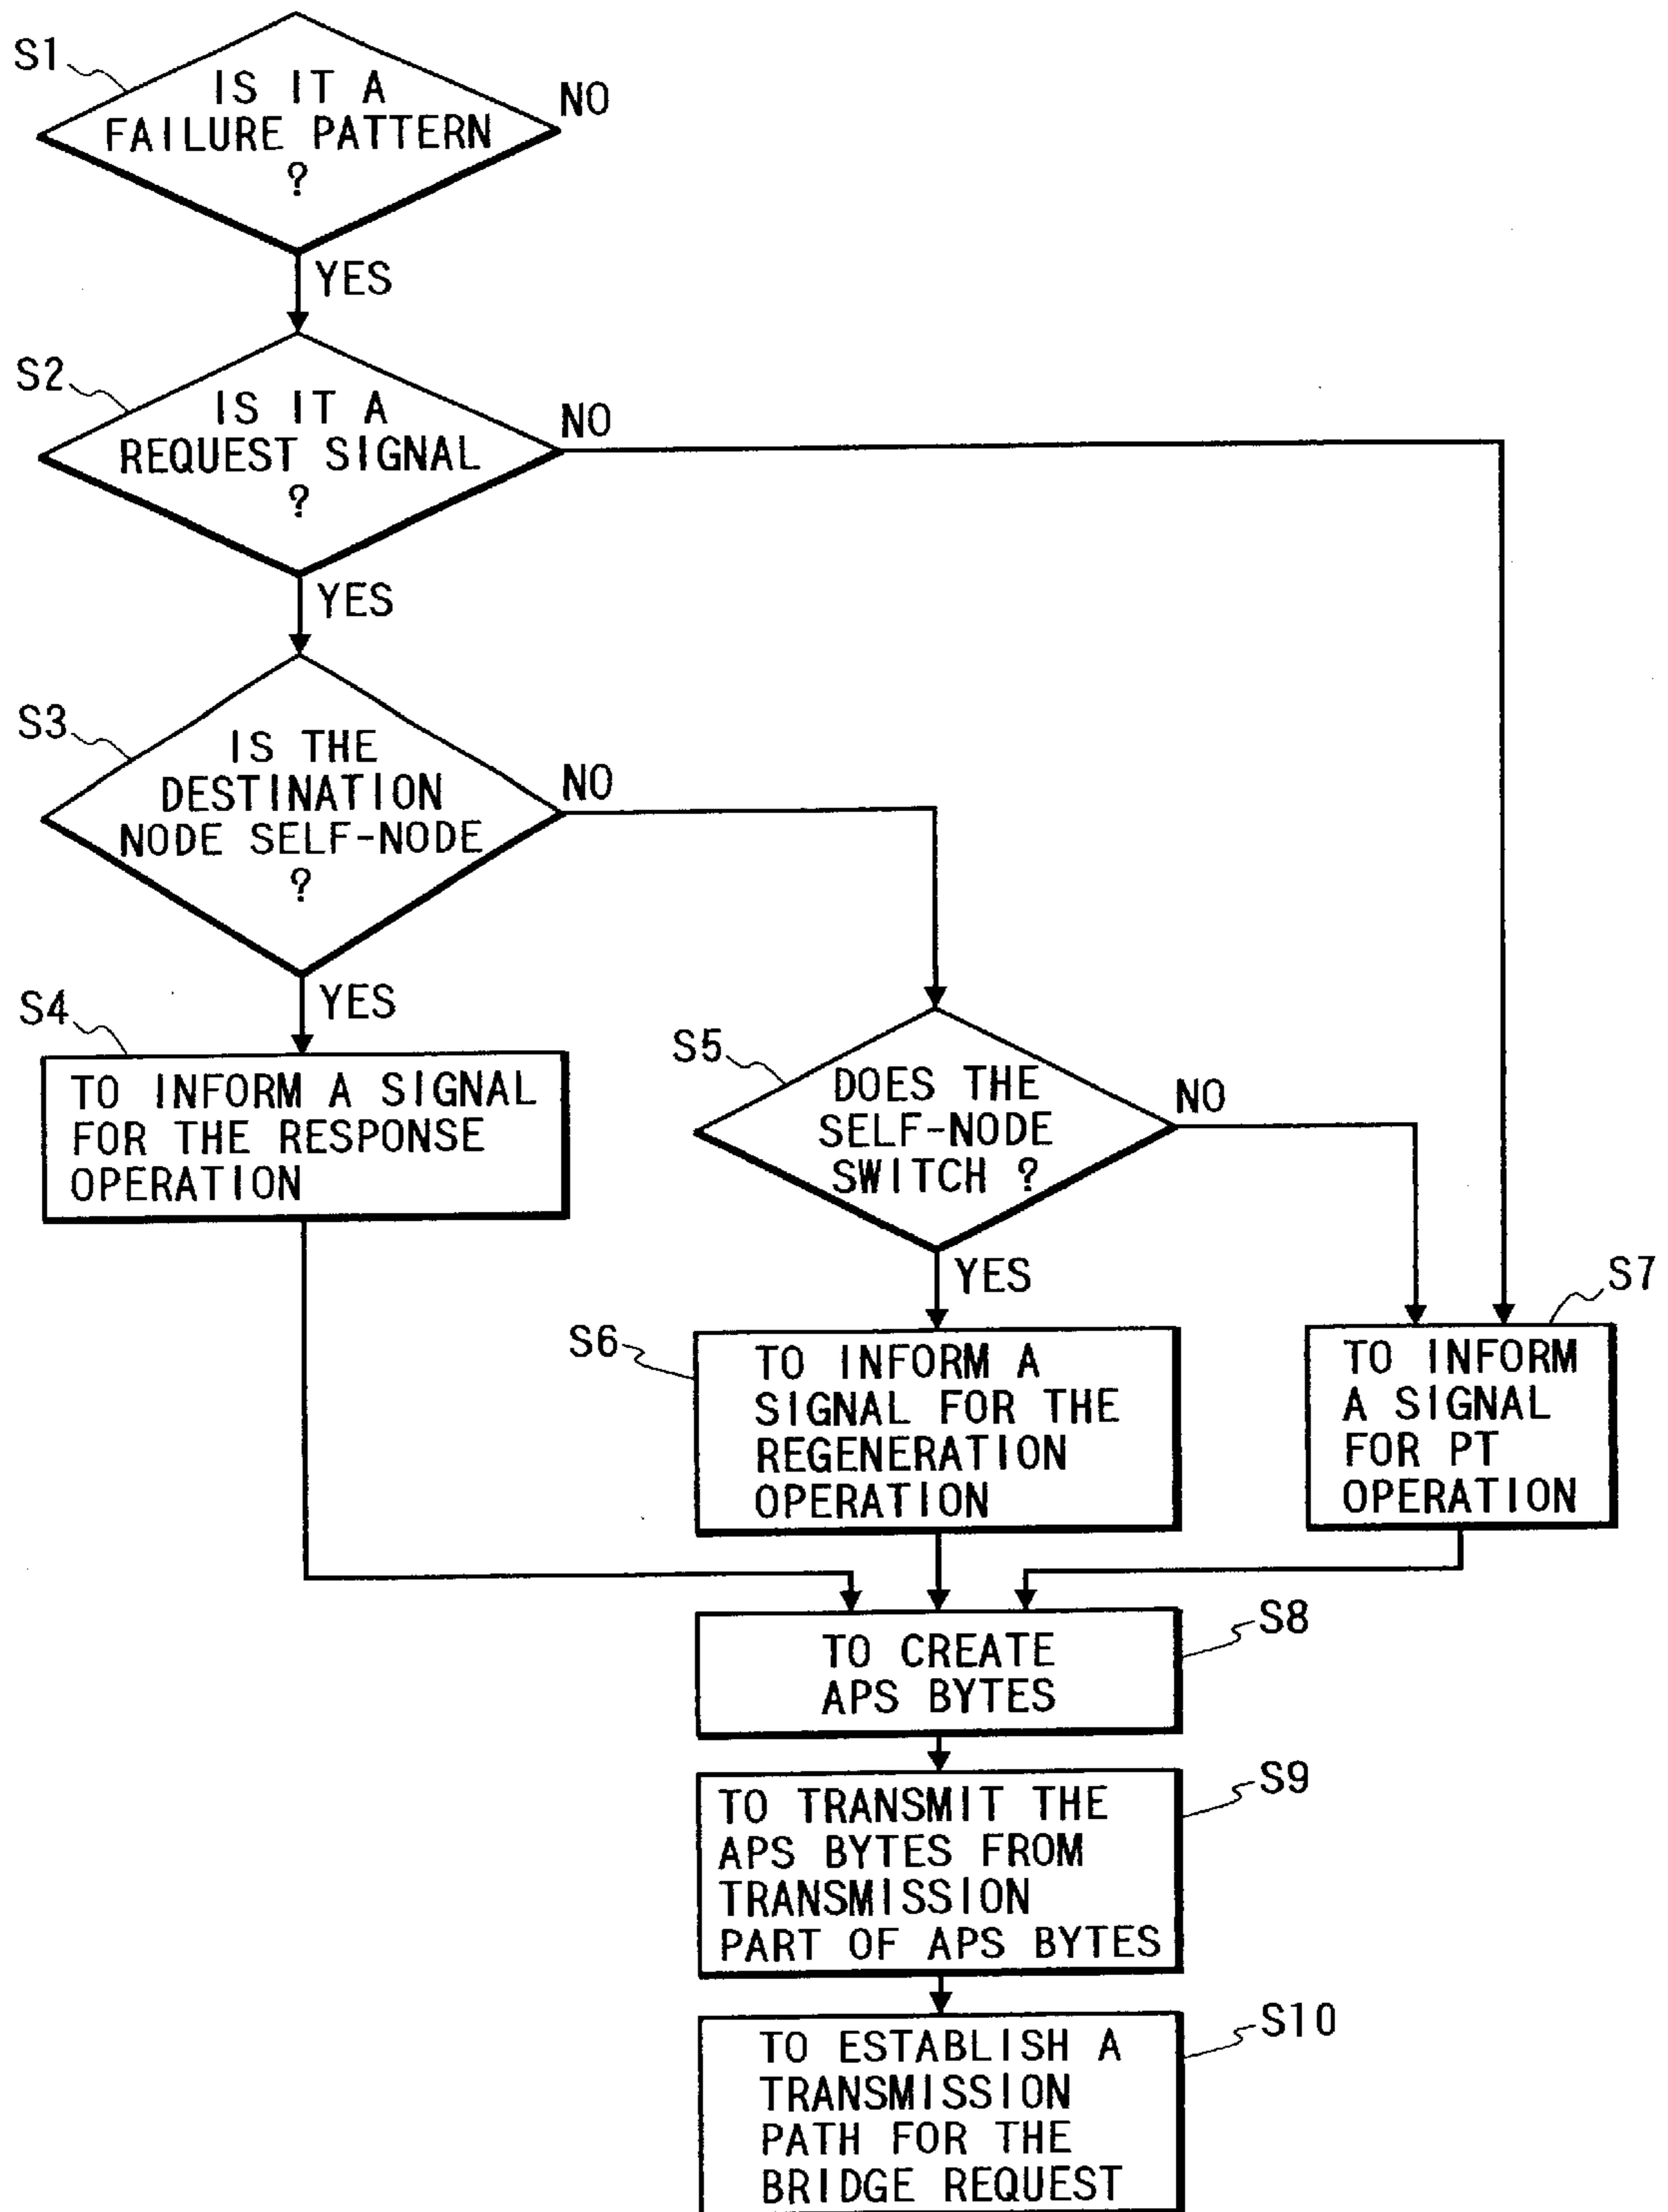 S1
IS IT A
FAILURE PATTERN
?
NO
YES
S2
IS IT A
REQUEST SIGNAL
?
NO
YES
S3
IS THE
DESTINATION
NODE SELF-NODE
?
NO
YES
S4
TO INFORM A SIGNAL
FOR THE RESPONSE
OPERATION
S5
DOES THE
SELF-NODE
SWITCH ?
NO
YES
S6
TO INFORM A
SIGNAL FOR THE
REGENERATION
OPERATION
S7
TO INFORM
A SIGNAL
FOR PT
OPERATION
S8
TO CREATE
APS BYTES
S9
TO TRANSMIT THE
APS BYTES FROM
TRANSMISSION
PART OF APS BYTES
S10
TO ESTABLISH A
TRANSMISSION
PATH FOR THE
BRIDGE REQUEST